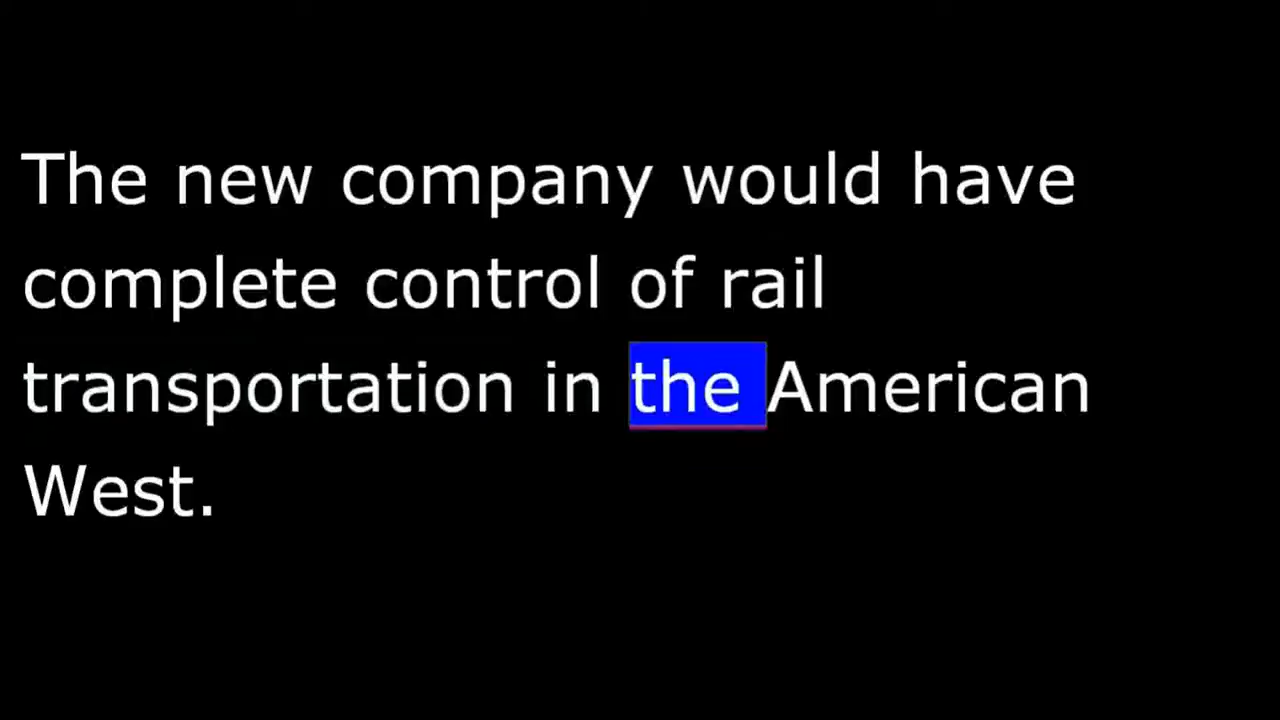 The new company would have
complete control of rail
transportation in the American
West.